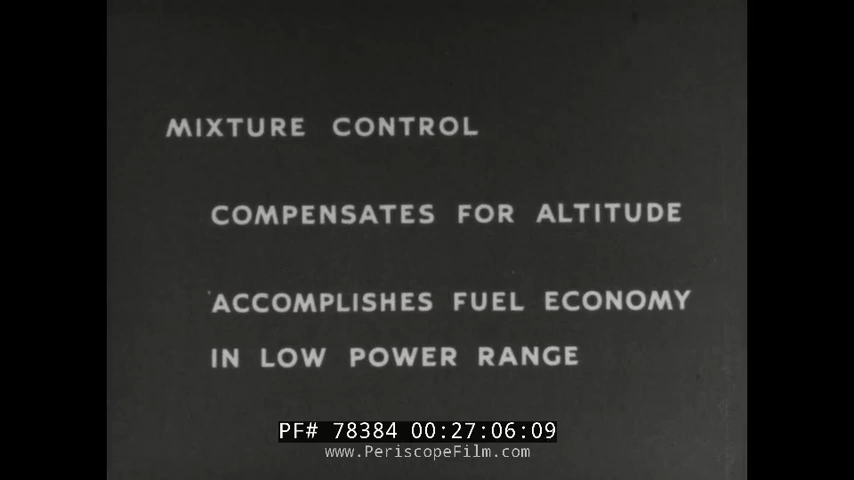 MIXTURE CONTROL
COMPENSATES FOR ALTITUDE
ACCOMPLISHES FUEL ECONOMY
IN LOW POWER RANGE
PF# 78384 00:27:06:09
www.PeriscopeFilm.com